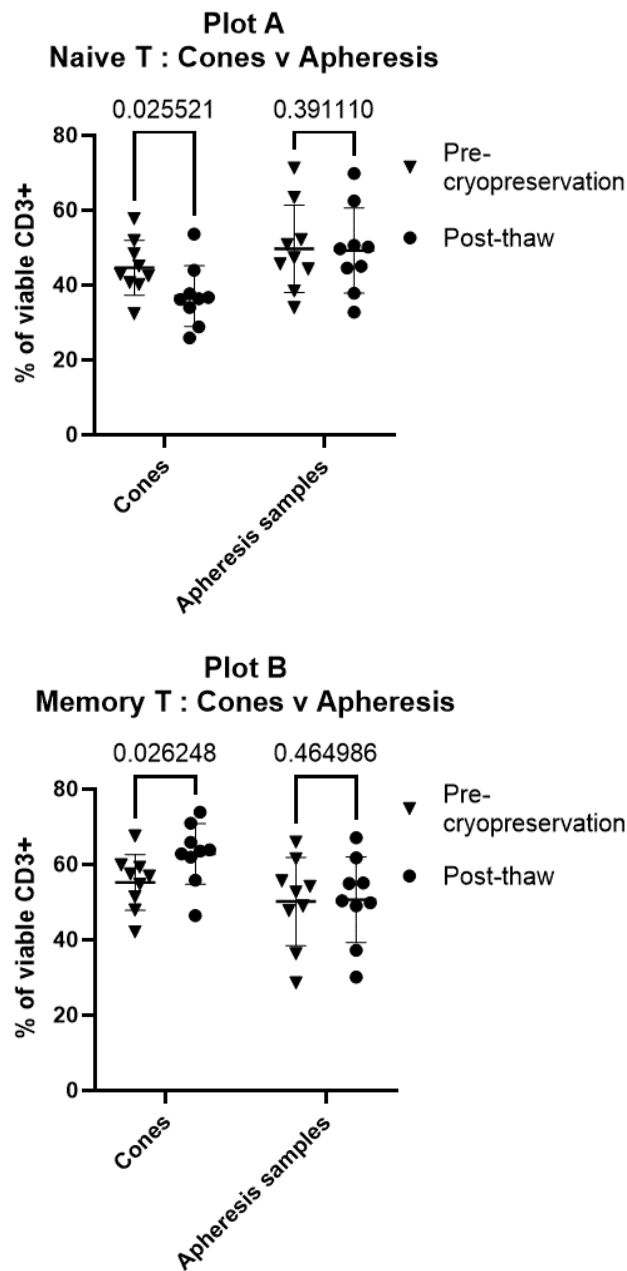 Plot A
Naive T : Cones v Apheresis
0.025521
0.391110
80
60
40
20
0
% of viable CD3+
Pre-
cryopreservation
Post-thaw
Cones
Apheresis samples
Plot B
Memory T : Cones v Apheresis
0.026248
0.464986
80
60
40
20
0
% of viable CD3+
Pre-
cryopreservation
Post-thaw
Cones
Apheresis samples